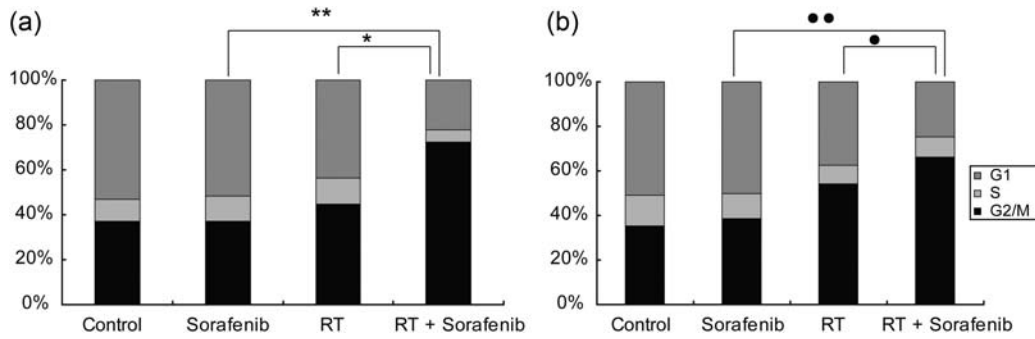 (a)
**
*
100%
80%
60%
40%
20%
0%
Control Sorafenib RT RT + Sorafenib
(b)
●●
●
100%
80%
60%
40%
20%
0%
Control Sorafenib RT RT + Sorafenib
G1
S
G2/M